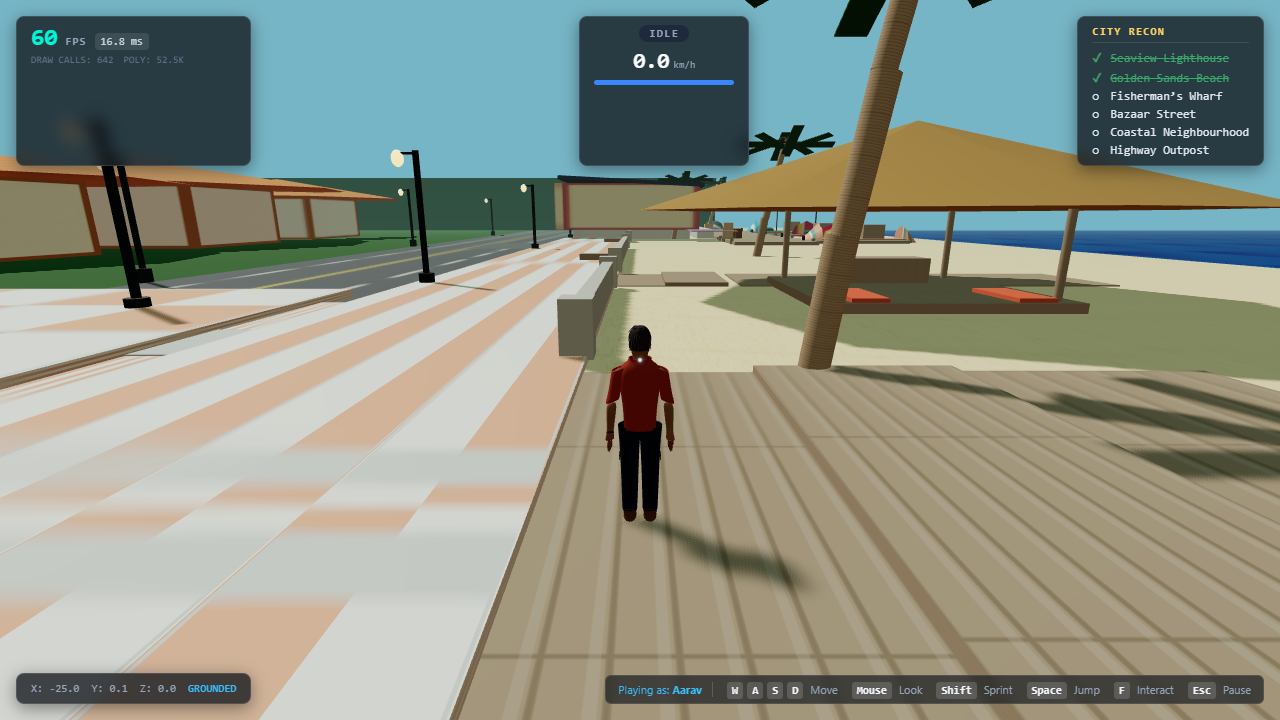 60 FPS 16.8 ms
DRAW CALLS: 642 POLY: 52.5K
IDLE
0.0 km/h
CITY RECON
✓ Seaview Lighthouse
✓ Golden Sands Beach
○ Fisherman's Wharf
○ Bazaar Street
○ Coastal Neighbourhood
○ Highway Outpost
X: -25.0 Y: 0.1 Z: 0.0 GROUNDED
Playing as: Aarav W A S D Move Mouse Look Shift Sprint Space Jump F Interact Esc Pause